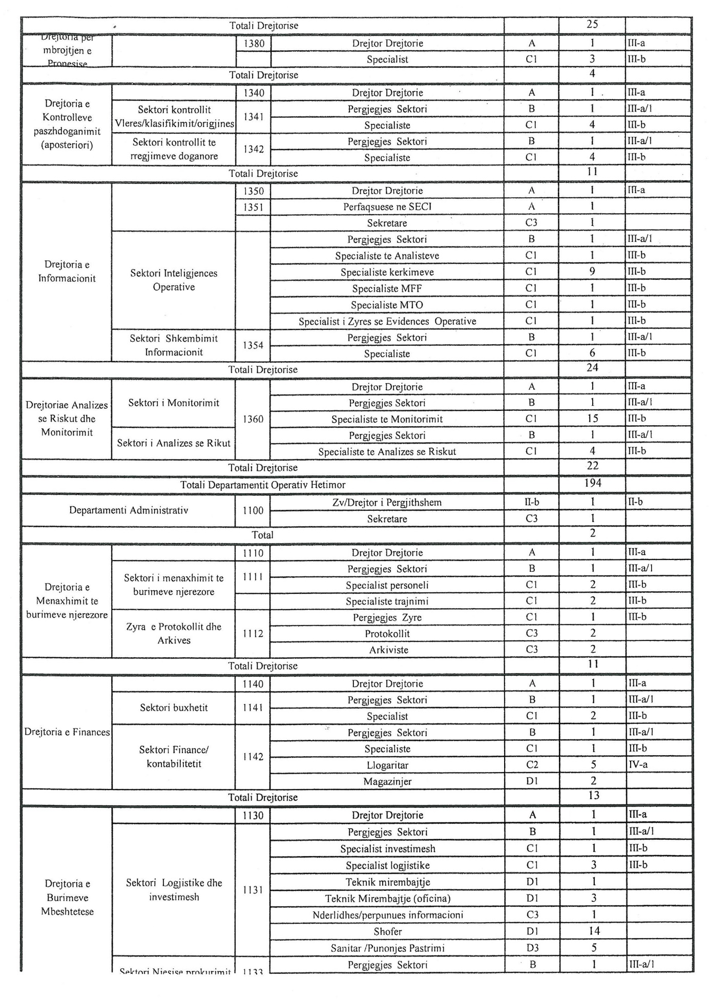 Totali Drejtorise 25
Drejtoria per mbrojtjen e Pronesise 1380 Drejtor Drejtorie A 1 III-a
Specialist C1 3 III-b
Totali Drejtorise 4
Drejtoria e Kontrolleve paszhdoganimit (aposteriori) 1340 Drejtor Drejtorie A 1 III-a
Sektori kontrollit Vleres/klasifikimit/origjines 1341 Pergjegjes Sektori B 1 III-a/1
Specialiste C1 4 III-b
Sektori kontrollit te rregjimeve doganore 1342 Pergjegjes Sektori B 1 III-a/1
Specialiste C1 4 III-b
Totali Drejtorise 11
Drejtoria e Informacionit 1350 Drejtor Drejtorie A 1 III-a
1351 Perfaqsuese ne SECI A 1
Sekretare C3 1
Sektori Inteligjences Operative Pergjegjes Sektori B 1 III-a/1
Specialiste te Analisteve C1 1 III-b
Specialiste kerkimeve C1 9 III-b
Specialiste MFF C1 1 III-b
Specialiste MTO C1 1 III-b
Specialist i Zyres se Evidences Operative C1 1 III-b
Sektori Shkembimit Informacionit 1354 Pergjegjes Sektori B 1 III-a/1
Specialiste C1 6 III-b
Totali Drejtorise 24
Drejtoriae Analizes se Riskut dhe Monitorimit Sektori i Monitorimit 1360 Drejtor Drejtorie A 1 III-a
Pergjegjes Sektori B 1 III-a/1
Specialiste te Monitorimit C1 15 III-b
Sektori i Analizes se Rikut Pergjegjes Sektori B 1 III-a/1
Specialiste te Analizes se Riskut C1 4 III-b
Totali Drejtorise 22
Totali Departamentit Operativ Hetimor 194
Departamenti Administrativ 1100 Zv/Drejtor i Pergjithshem II-b 1 II-b
Sekretare C3 1
Total 2
Drejtoria e Menaxhimit te burimeve njerezore 1110 Drejtor Drejtorie A 1 III-a
Sektori i menaxhimit te burimeve njerezore 1111 Pergjegjes Sektori B 1 III-a/1
Specialist personeli C1 2 III-b
Specialiste trajnimi C1 2 III-b
Zyra e Protokollit dhe Arkives 1112 Pergjegjes Zyre C1 1 III-b
Protokollit C3 2
Arkiviste C3 2
Totali Drejtorise 11
Drejtoria e Finances 1140 Drejtor Drejtorie A 1 III-a
Sektori buxhetit 1141 Pergjegjes Sektori B 1 III-a/1
Specialist C1 2 III-b
Sektori Finance/ kontabilitetit 1142 Pergjegjes Sektori B 1 III-a/1
Specialiste C1 1 III-b
Llogaritar C2 5 IV-a
Magazinjer D1 2
Totali Drejtorise 13
Drejtoria e Burimeve Mbeshtetese 1130 Drejtor Drejtorie A 1 III-a
Sektori Logjistike dhe investimesh 1131 Pergjegjes Sektori B 1 III-a/1
Specialist investimesh C1 1 III-b
Specialist logjistike C1 3 III-b
Teknik mirembajtje D1 1
Teknik Mirembajtje (oficina) D1 3
Nderlidhes/perpunues informacioni C3 1
Shofer D1 14
Sanitar /Punonjes Pastrimi D3 5
Sektori Njesise prokurimit 1133 Pergjegjes Sektori B 1 III-a/1